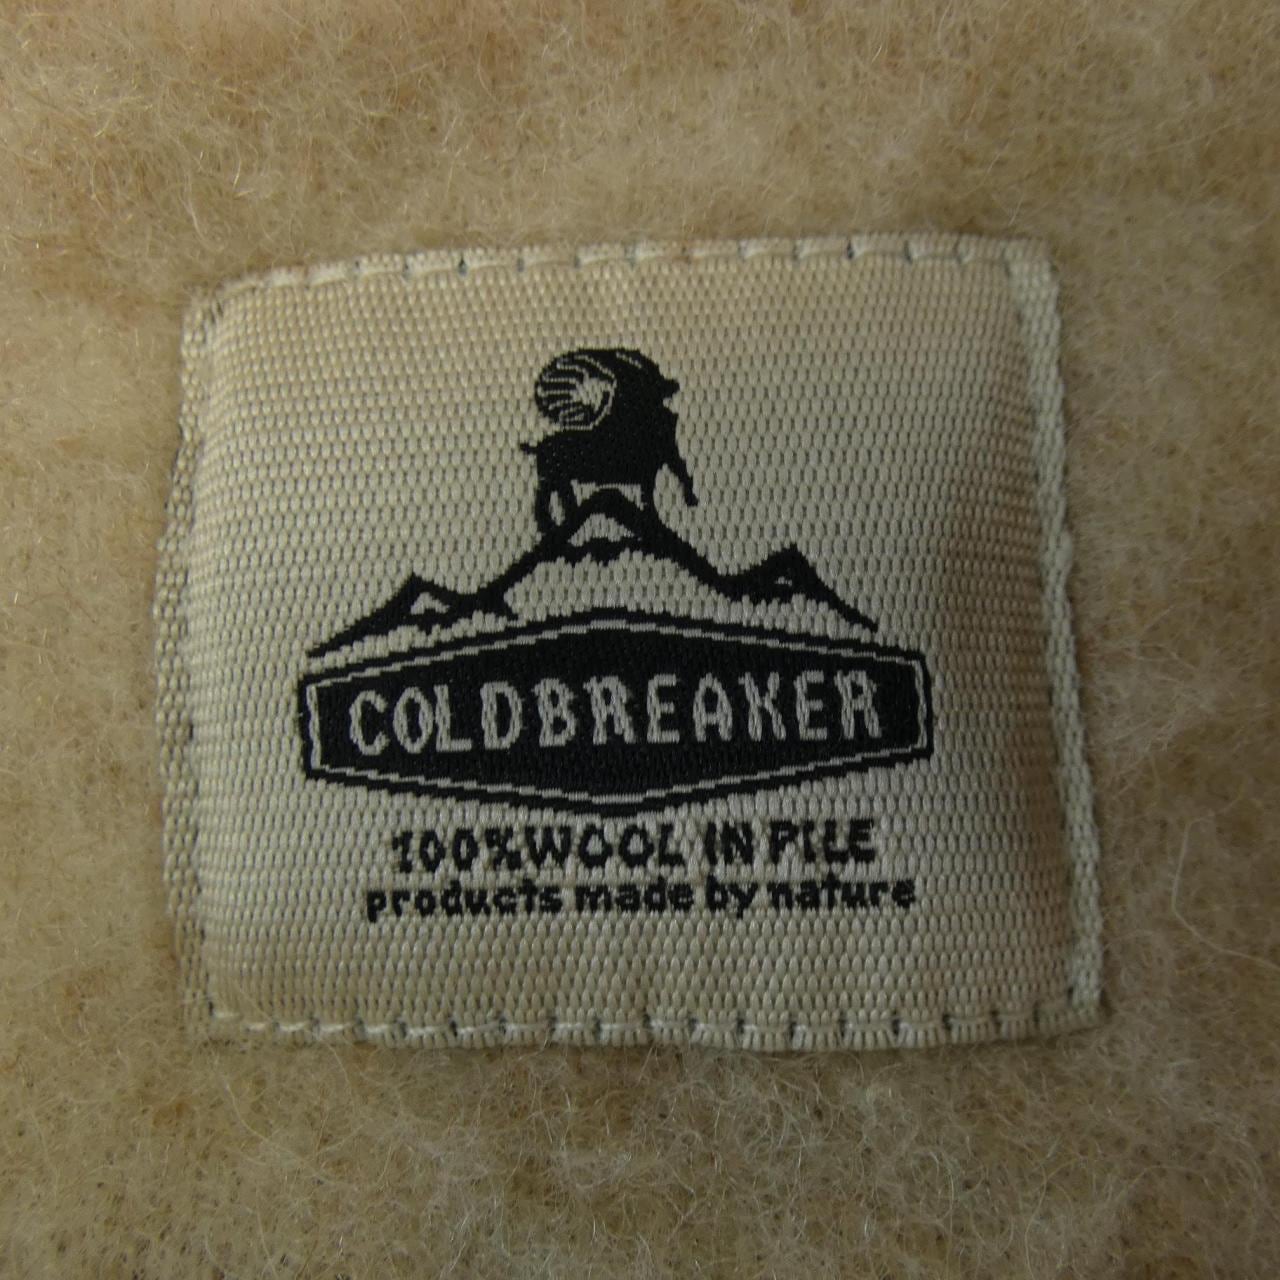 COLDBREAKER
100%WOOL IN PILE
products made by nature